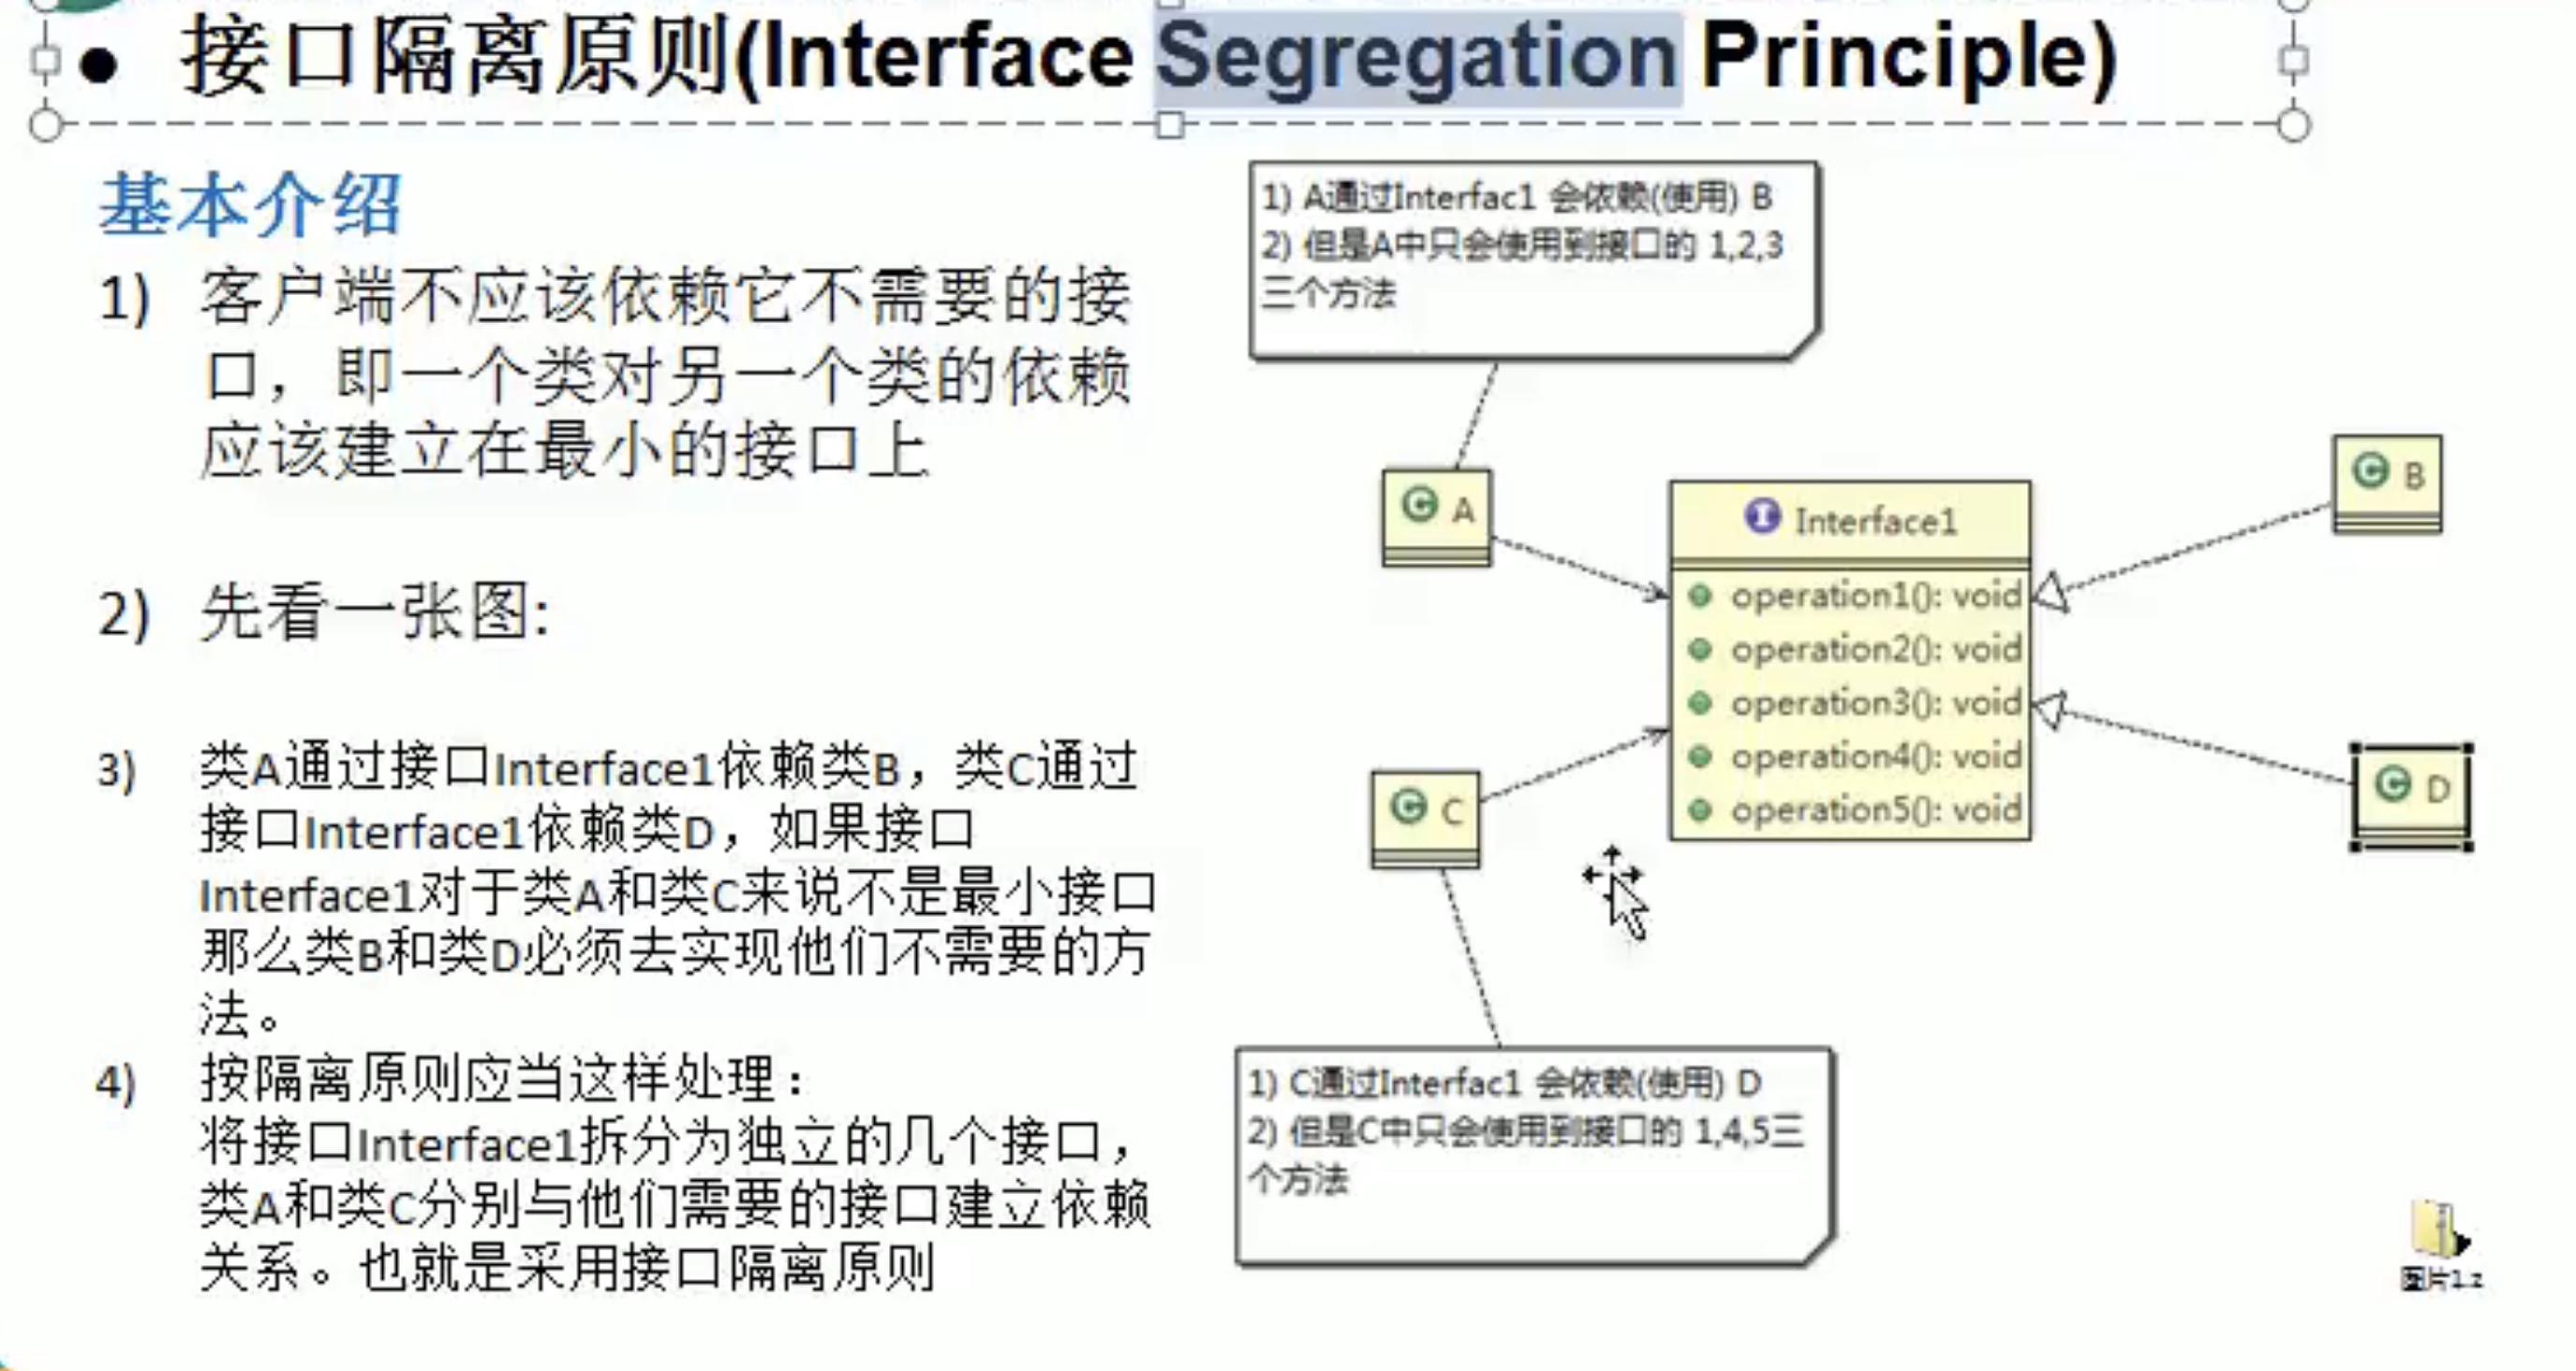 • 接口隔离原则(Interface Segregation Principle)
基本介绍
1) 客户端不应该依赖它不需要的接
口，即一个类对另一个类的依赖
应该建立在最小的接口上
2) 先看一张图:
3) 类A通过接口Interface1依赖类B，类C通过
接口Interface1依赖类D，如果接口
Interface1对于类A和类C来说不是最小接口
那么类B和类D必须去实现他们不需要的方
法。
4) 按隔离原则应当这样处理：
将接口Interface1拆分为独立的几个接口，
类A和类C分别与他们需要的接口建立依赖
关系。也就是采用接口隔离原则
1) A通过Interfac1 会依赖(使用) B
2) 但是A中只会使用到接口的 1,2,3
三个方法
C A
I Interface1
operation1(): void
operation2(): void
operation3(): void
operation4(): void
operation5(): void
C B
C C
C D
1) C通过Interfac1 会依赖(使用) D
2) 但是C中只会使用到接口的 1,4,5三
个方法
图片1.z